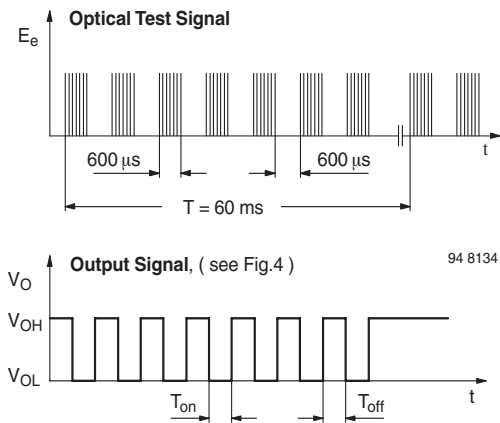 Optical Test Signal
Ee
600 μs
600 μs
t
T = 60 ms
Output Signal, ( see Fig.4 )
94 8134
VO
VOH
VOL
Ton
Toff
t